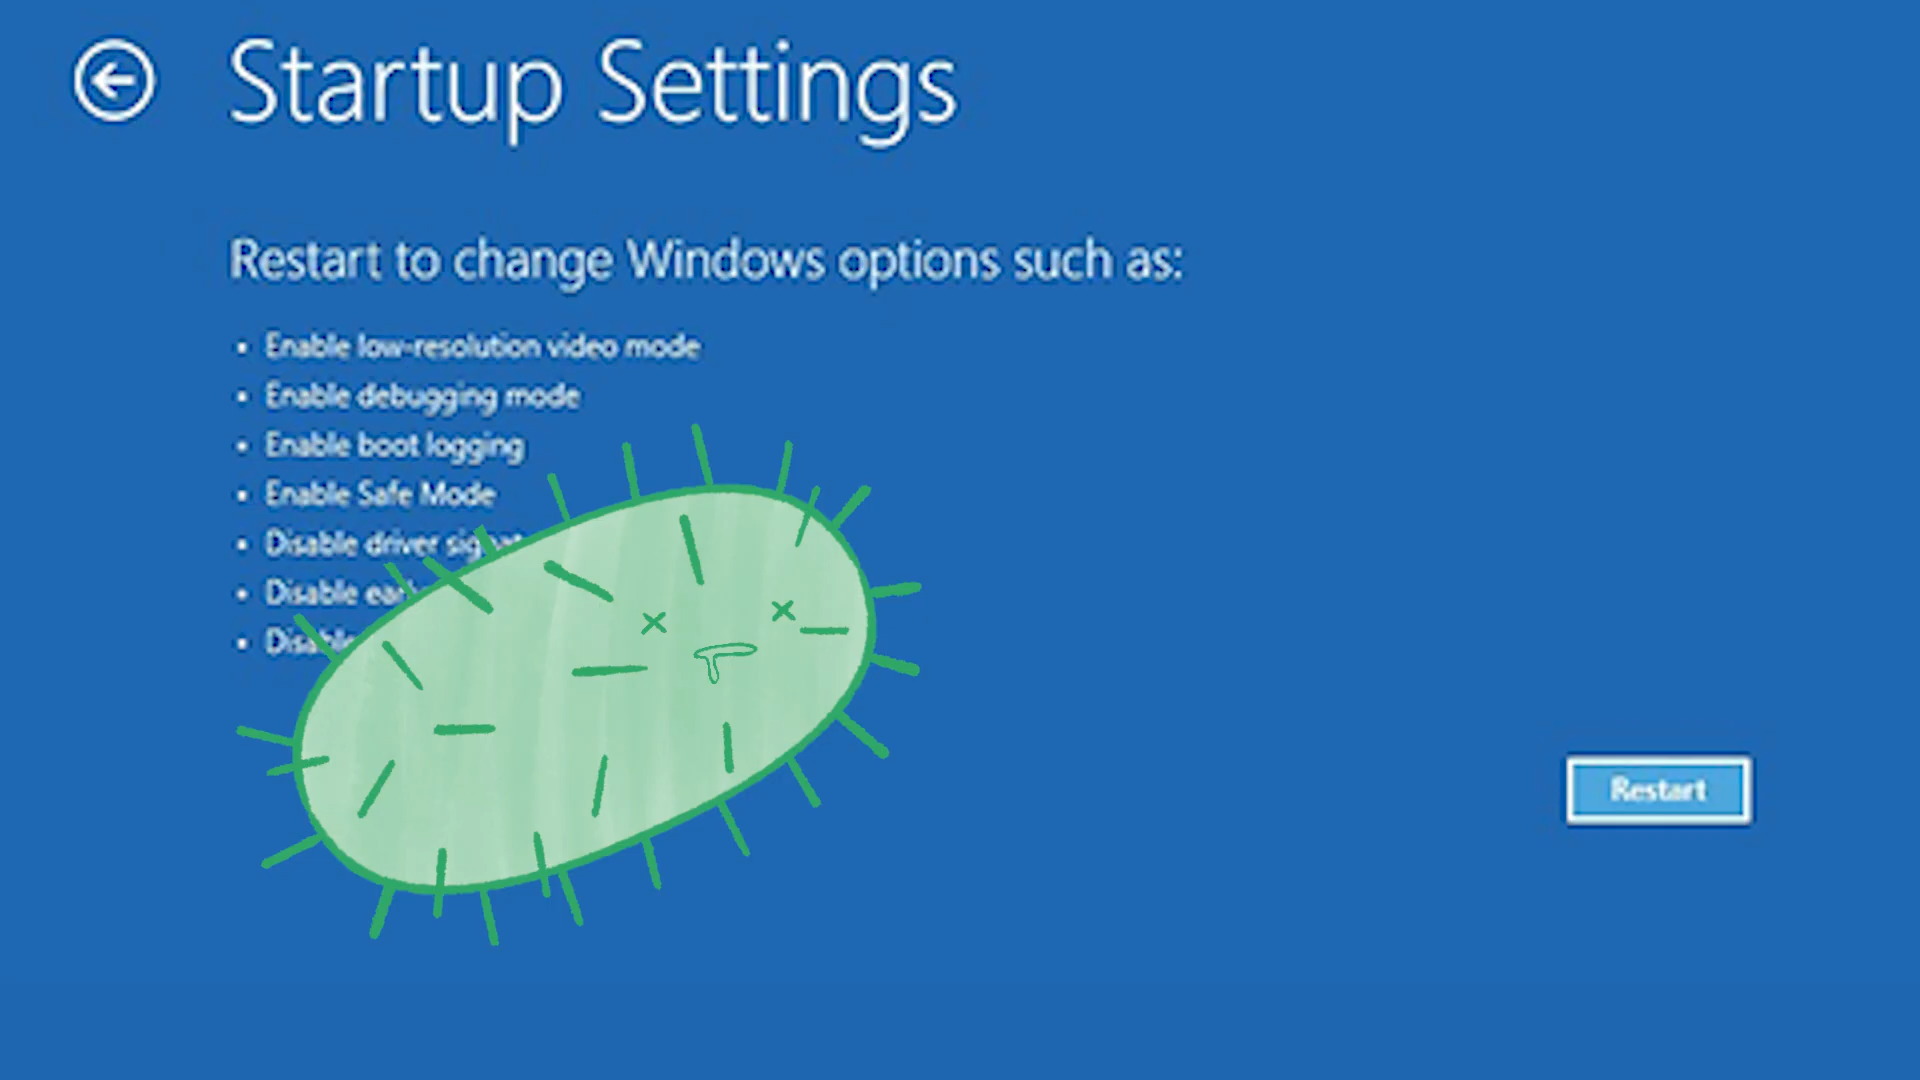 Startup Settings
Restart to change Windows options such as:
• Enable low-resolution video mode
• Enable debugging mode
• Enable boot logging
• Enable Safe Mode
• Disable driver
• Disable
•
Restart